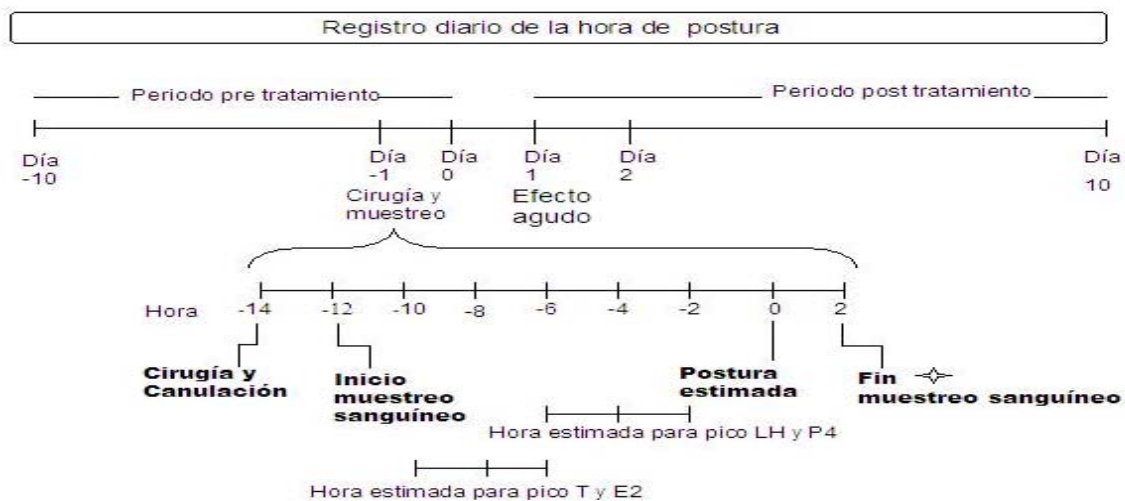 Registro diario de la hora de postura
Periodo pre tratamiento
Periodo post tratamiento
Día -10
Día -1
Día 0
Día 1
Día 2
Día 10
Cirugía y muestreo
Efecto agudo
Hora -14 -12 -10 -8 -6 -4 -2 0 2
Cirugía y Canulación
Inicio muestreo sanguíneo
Postura estimada
Fin muestreo sanguíneo
Hora estimada para pico LH y P4
Hora estimada para pico T y E2